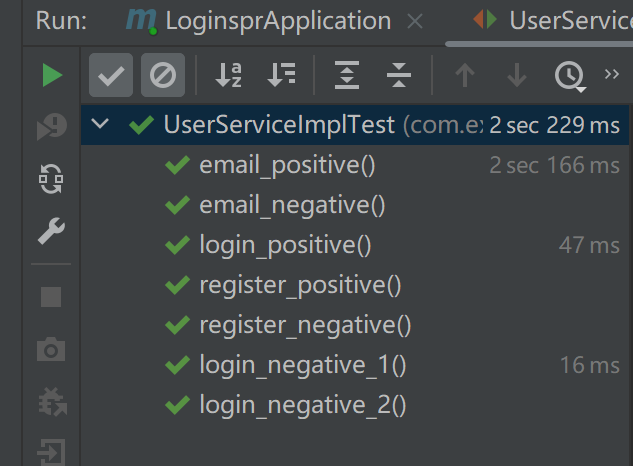 Run: m LoginsprApplication × UserService
a z »
UserServiceImplTest (com.ex 2 sec 229 ms
email_positive() 2 sec 166 ms
email_negative()
login_positive() 47 ms
register_positive()
register_negative()
login_negative_1() 16 ms
login_negative_2()